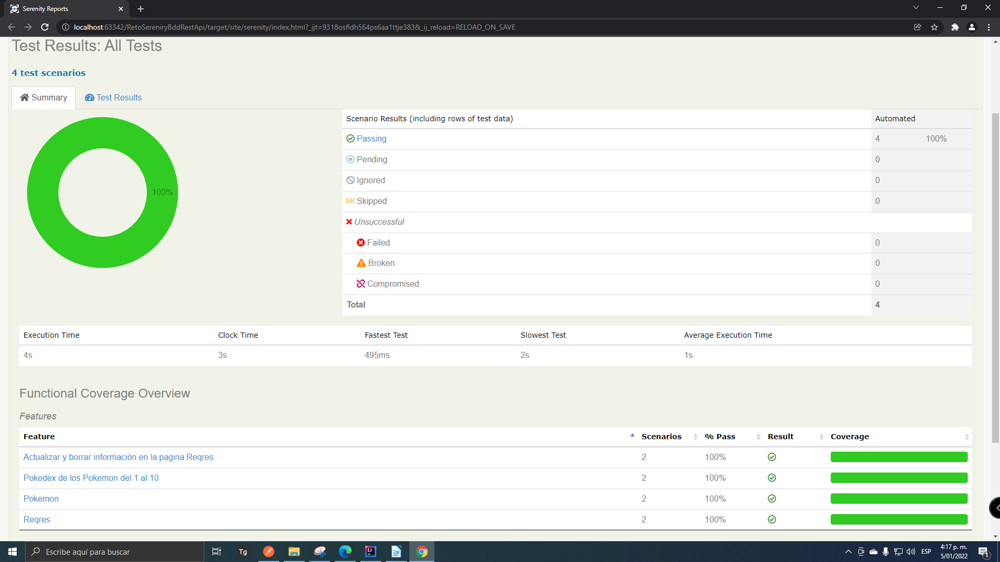 Serenity Reports
localhost:63342/RetoSereniryBddRestApi/target/site/serenity/index.html?_ijt=9318osfldh564ps6aa1ttje383&_ij_reload=RELOAD_ON_SAVE
Test Results: All Tests
4 test scenarios
Summary
Test Results
100%
Scenario Results (including rows of test data) Automated
Passing 4 100%
Pending 0
Ignored 0
Skipped 0
Unsuccessful
Failed 0
Broken 0
Compromised 0
Total 4
Execution Time Clock Time Fastest Test Slowest Test Average Execution Time
4s 3s 495ms 2s 1s
Functional Coverage Overview
Features
Feature Scenarios % Pass Result Coverage
Actualizar y borrar información en la pagina Reqres 2 100%
Pokedex de los Pokemon del 1 al 10 2 100%
Pokemon 2 100%
Reqres 2 100%
Escribe aquí para buscar
Tg
IJ
ESP
4:17 p. m.
5/01/2022
1